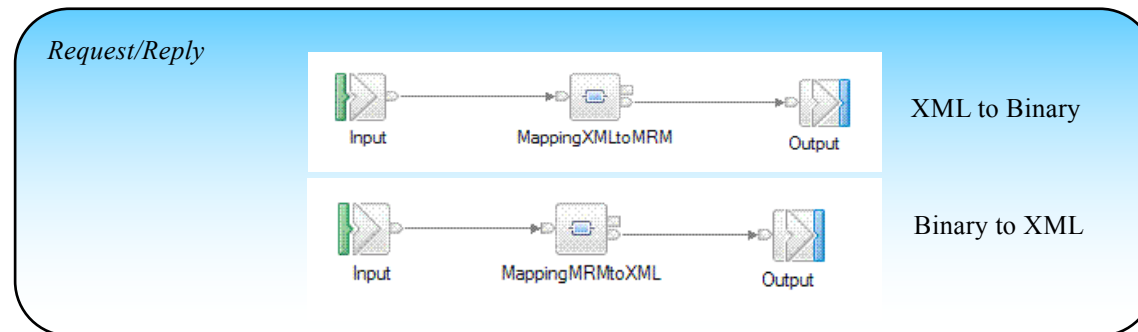 Request/Reply
XML to Binary
Input
MappingXMLtoMRM
Output
Binary to XML
Input
MappingMRMtoXML
Output